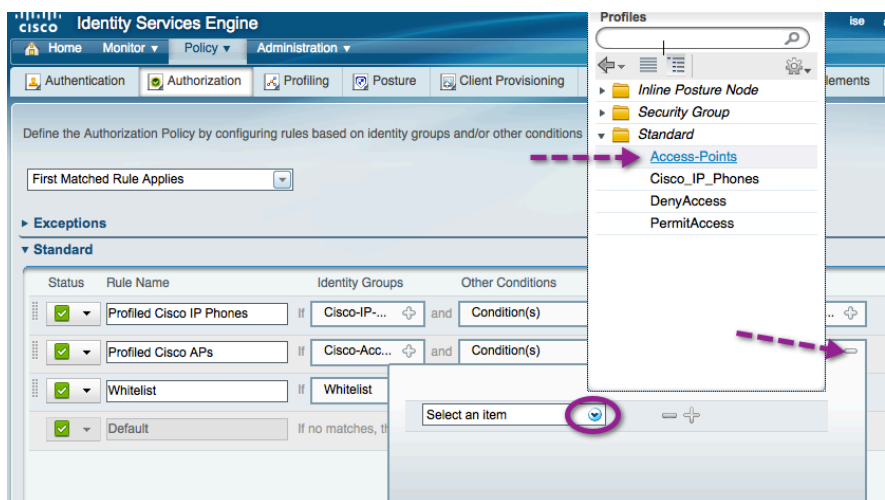 cisco Identity Services Engine
ise
Home Monitor Policy Administration
Authentication Authorization Profiling Posture Client Provisioning
Define the Authorization Policy by configuring rules based on identity groups and/or other conditions
First Matched Rule Applies
Exceptions
Standard
Status Rule Name Identity Groups Other Conditions
Profiled Cisco IP Phones If Cisco-IP-... and Condition(s) ...
Profiled Cisco APs If Cisco-Acc... and Condition(s)
Whitelist If Whitelist
Default If no matches,
Profiles
Inline Posture Node
Security Group
Standard
Access-Points
Cisco_IP_Phones
DenyAccess
PermitAccess
Select an item